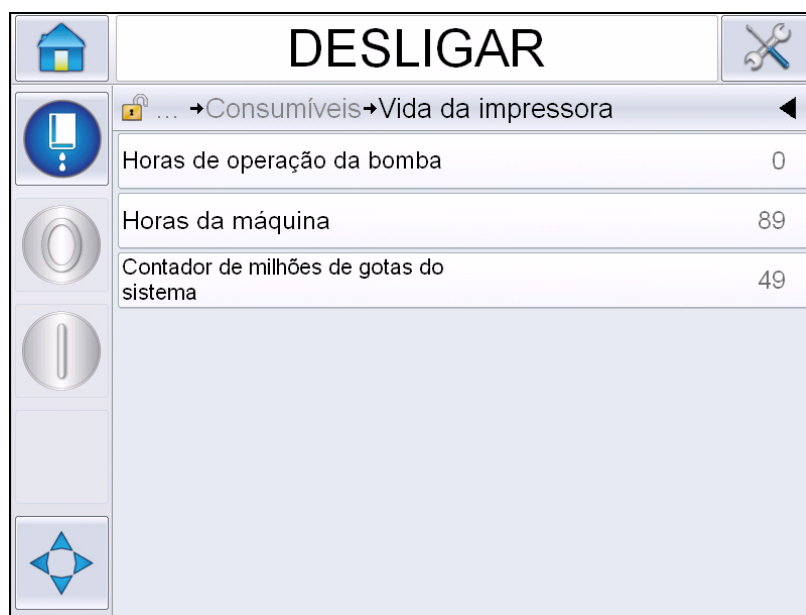 DESLIGAR
... →Consumíveis→Vida da impressora
Horas de operação da bomba 0
Horas da máquina 89
Contador de milhões de gotas do
sistema 49